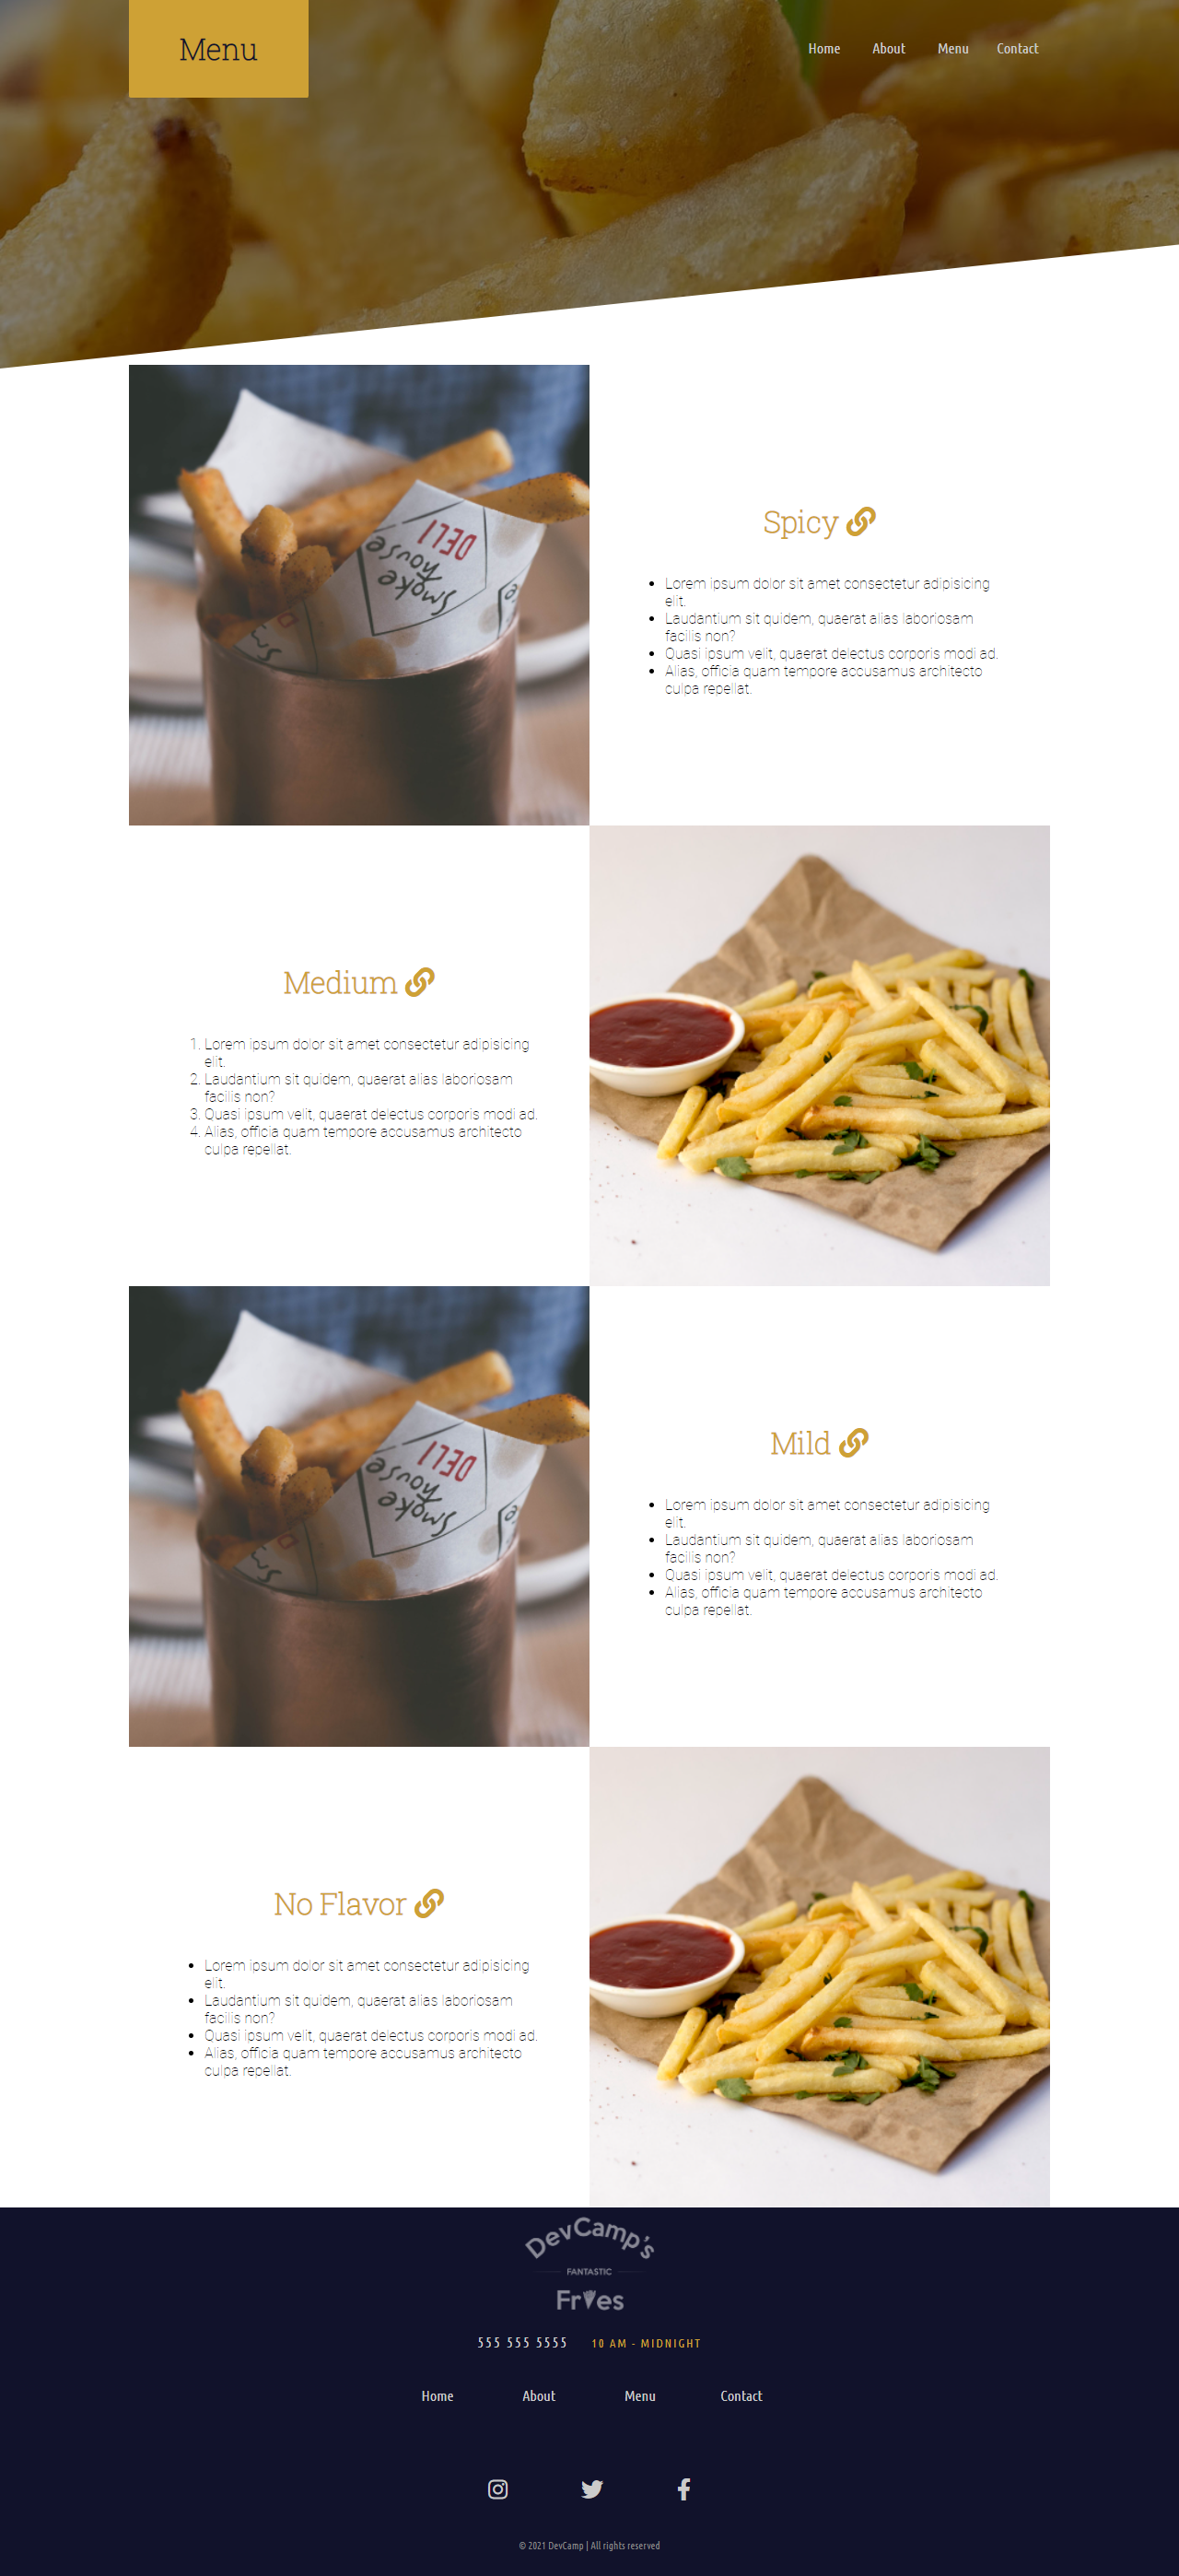 Menu
Home About Menu Contact
DELI
smoke
house
Spicy
• Lorem ipsum dolor sit amet consectetur adipisicing
elit.
• Laudantium sit quidem, quaerat alias laboriosam
facilis non?
• Quasi ipsum velit, quaerat delectus corporis modi ad.
• Alias, officia quam tempore accusamus architecto
culpa repellat.
Medium
1. Lorem ipsum dolor sit amet consectetur adipisicing
elit.
2. Laudantium sit quidem, quaerat alias laboriosam
facilis non?
3. Quasi ipsum velit, quaerat delectus corporis modi ad.
4. Alias, officia quam tempore accusamus architecto
culpa repellat.
DELI
smoke
house
Mild
• Lorem ipsum dolor sit amet consectetur adipisicing
elit.
• Laudantium sit quidem, quaerat alias laboriosam
facilis non?
• Quasi ipsum velit, quaerat delectus corporis modi ad.
• Alias, officia quam tempore accusamus architecto
culpa repellat.
No Flavor
• Lorem ipsum dolor sit amet consectetur adipisicing
elit.
• Laudantium sit quidem, quaerat alias laboriosam
facilis non?
• Quasi ipsum velit, quaerat delectus corporis modi ad.
• Alias, officia quam tempore accusamus architecto
culpa repellat.
DevCamp's
FANTASTIC
Fries
555 555 5555 10 AM - MIDNIGHT
Home About Menu Contact
© 2021 DevCamp | All rights reserved